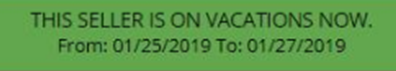 THIS SELLER IS ON VACATIONS NOW.
From: 01/25/2019 To: 01/27/2019